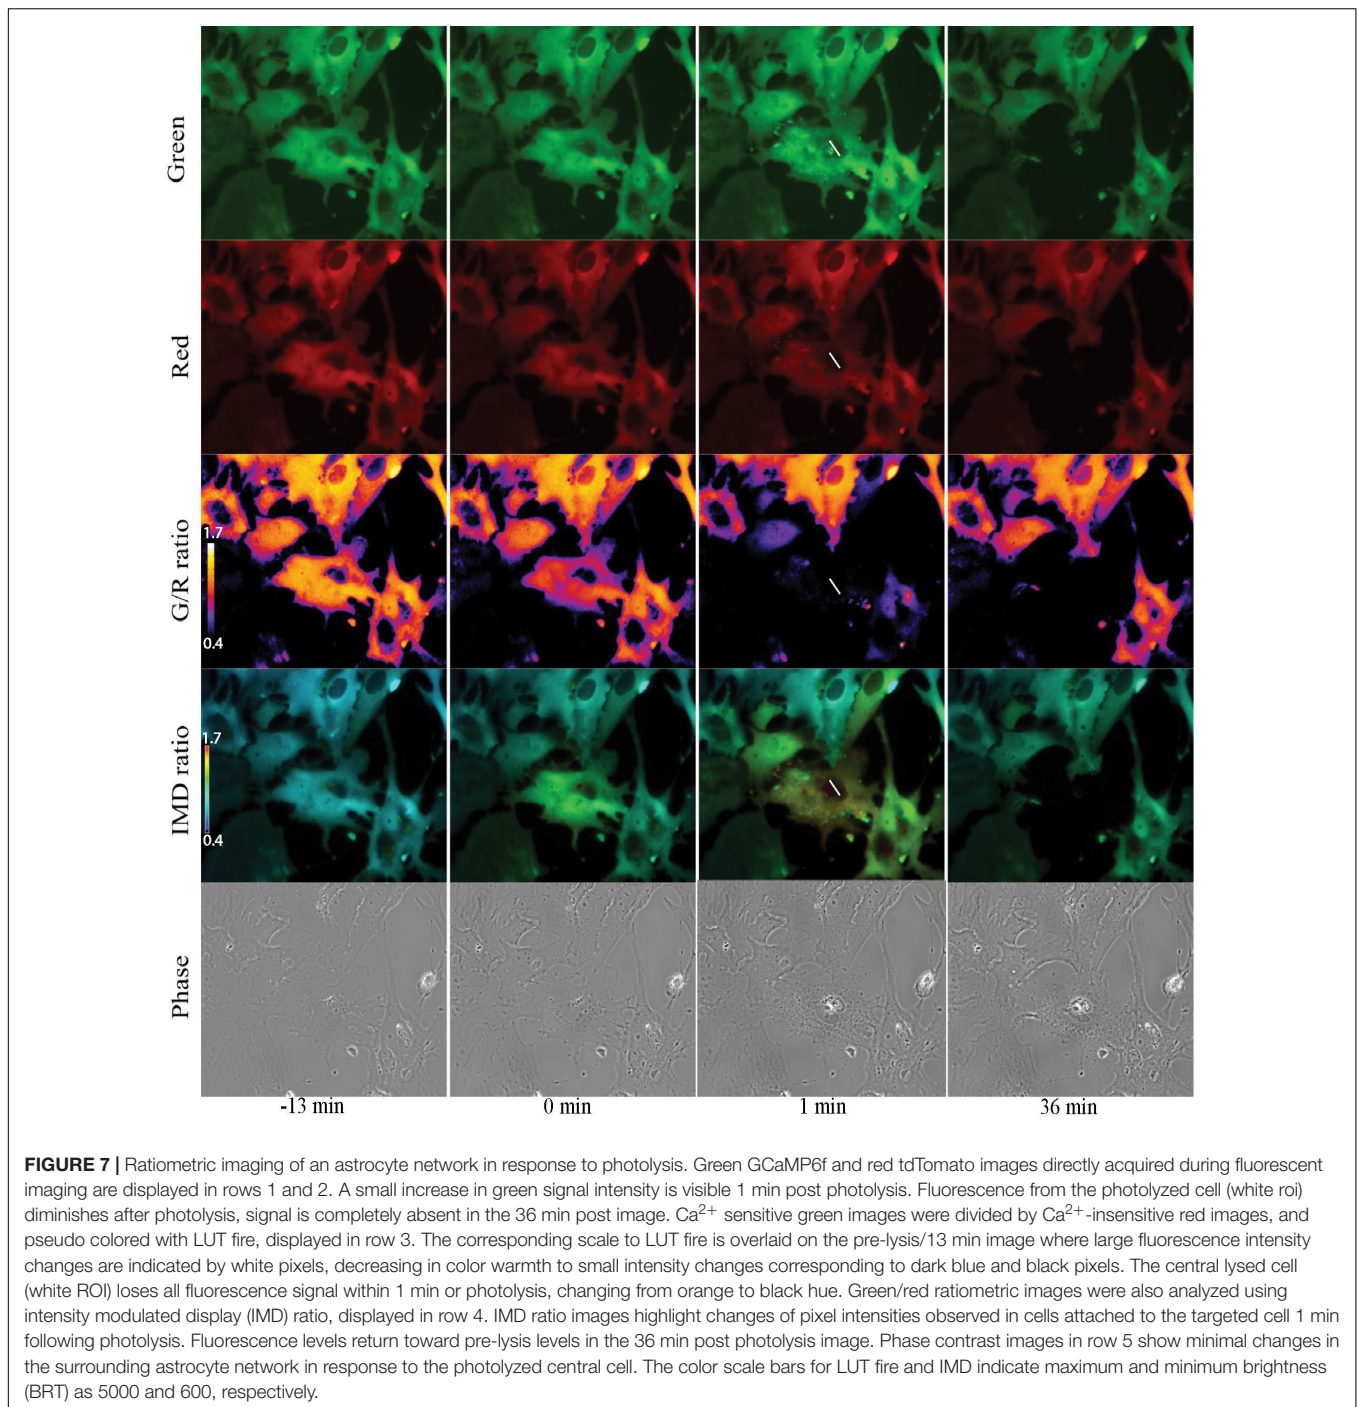 Green
Red
G/R ratio
1.7
0.4
IMD ratio
1.7
0.4
Phase
-13 min
0 min
1 min
36 min
FIGURE 7 | Ratiometric imaging of an astrocyte network in response to photolysis. Green GCaMP6f and red tdTomato images directly acquired during fluorescent
imaging are displayed in rows 1 and 2. A small increase in green signal intensity is visible 1 min post photolysis. Fluorescence from the photolyzed cell (white roi)
diminishes after photolysis, signal is completely absent in the 36 min post image. Ca²⁺ sensitive green images were divided by Ca²⁺-insensitive red images, and
pseudo colored with LUT fire, displayed in row 3. The corresponding scale to LUT fire is overlaid on the pre-lysis/13 min image where large fluorescence intensity
changes are indicated by white pixels, decreasing in color warmth to small intensity changes corresponding to dark blue and black pixels. The central lysed cell
(white ROI) loses all fluorescence signal within 1 min or photolysis, changing from orange to black hue. Green/red ratiometric images were also analyzed using
intensity modulated display (IMD) ratio, displayed in row 4. IMD ratio images highlight changes of pixel intensities observed in cells attached to the targeted cell 1 min
following photolysis. Fluorescence levels return toward pre-lysis levels in the 36 min post photolysis image. Phase contrast images in row 5 show minimal changes in
the surrounding astrocyte network in response to the photolyzed central cell. The color scale bars for LUT fire and IMD indicate maximum and minimum brightness
(BRT) as 5000 and 600, respectively.